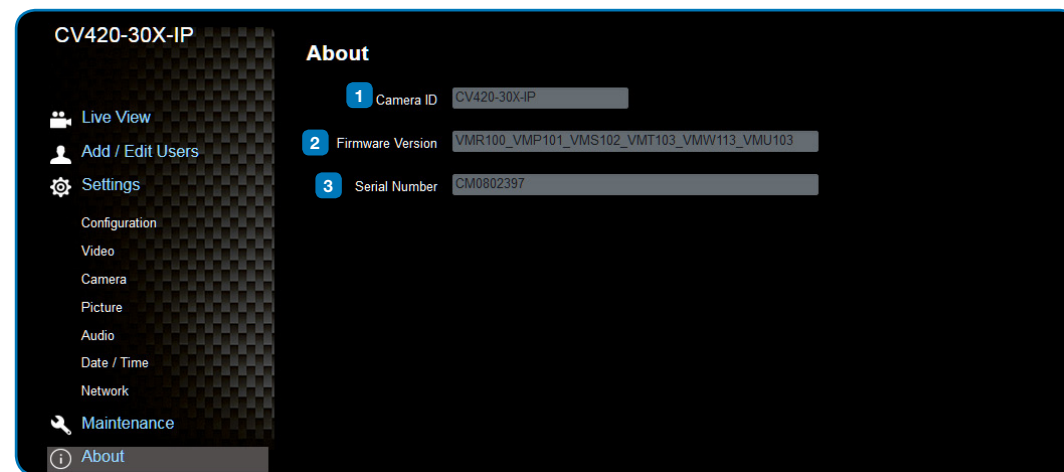 CV420-30X-IP
Live View
Add / Edit Users
Settings
Configuration
Video
Camera
Picture
Audio
Date / Time
Network
Maintenance
About
About
1 Camera ID CV420-30X-IP
2 Firmware Version VMR100_VMP101_VMS102_VMT103_VMW113_VMU103
3 Serial Number CM0802397